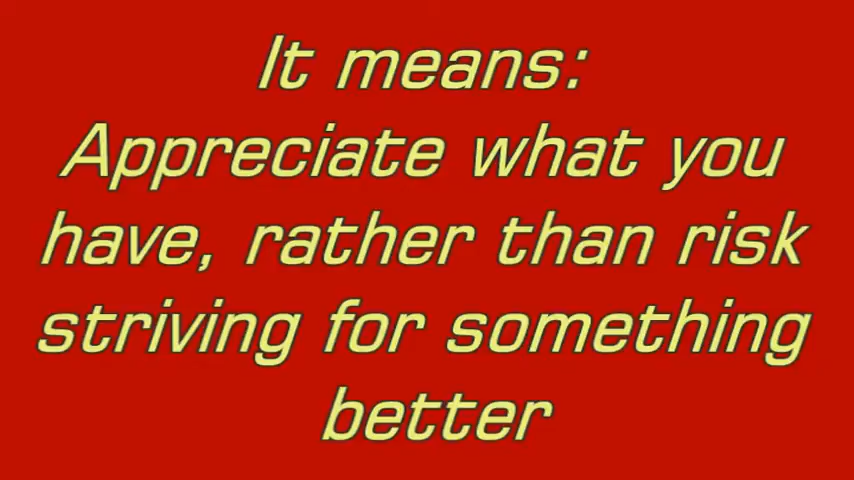 It means:
Appreciate what you
have, rather than risk
striving for something
better